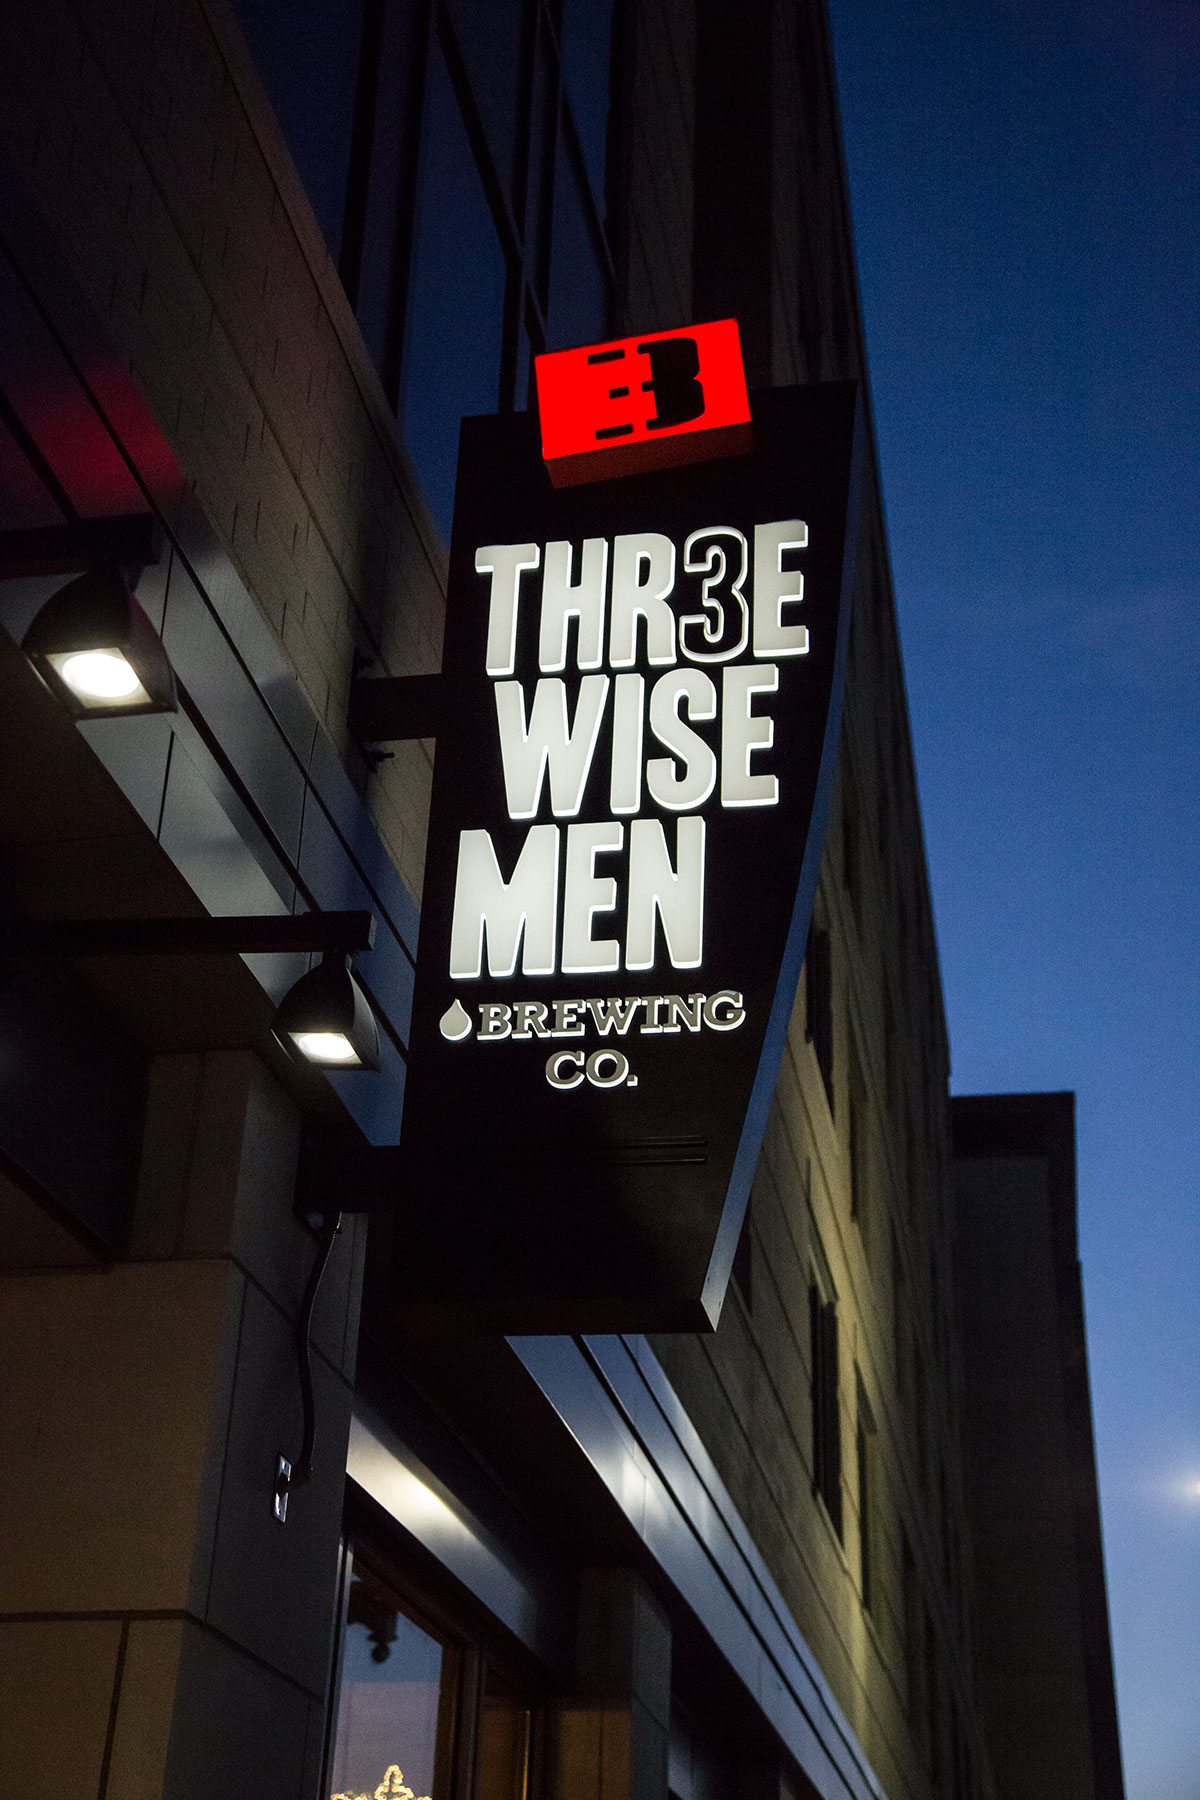 B
THR3E
WISE
MEN
BREWING
CO.